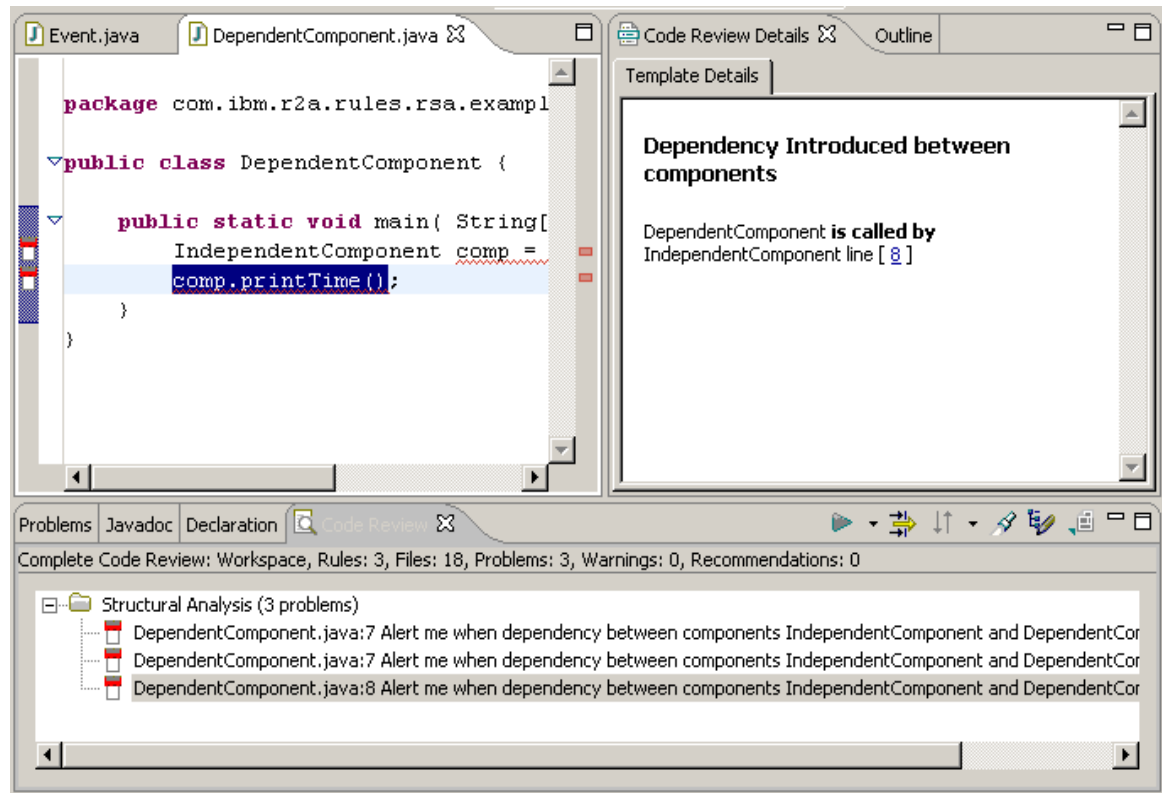 Event.java
DependentComponent.java
package com.ibm.r2a.rules.rsa.exampl
public class DependentComponent {
public static void main( String[
IndependentComponent comp =
comp.printTime();
}
}
Code Review Details
Outline
Template Details
Dependency Introduced between
components
DependentComponent is called by
IndependentComponent line [ 8 ]
Problems
Javadoc
Declaration
Code Review
Complete Code Review: Workspace, Rules: 3, Files: 18, Problems: 3, Warnings: 0, Recommendations: 0
Structural Analysis (3 problems)
DependentComponent.java:7 Alert me when dependency between components IndependentComponent and DependentCor
DependentComponent.java:7 Alert me when dependency between components IndependentComponent and DependentCor
DependentComponent.java:8 Alert me when dependency between components IndependentComponent and DependentCor